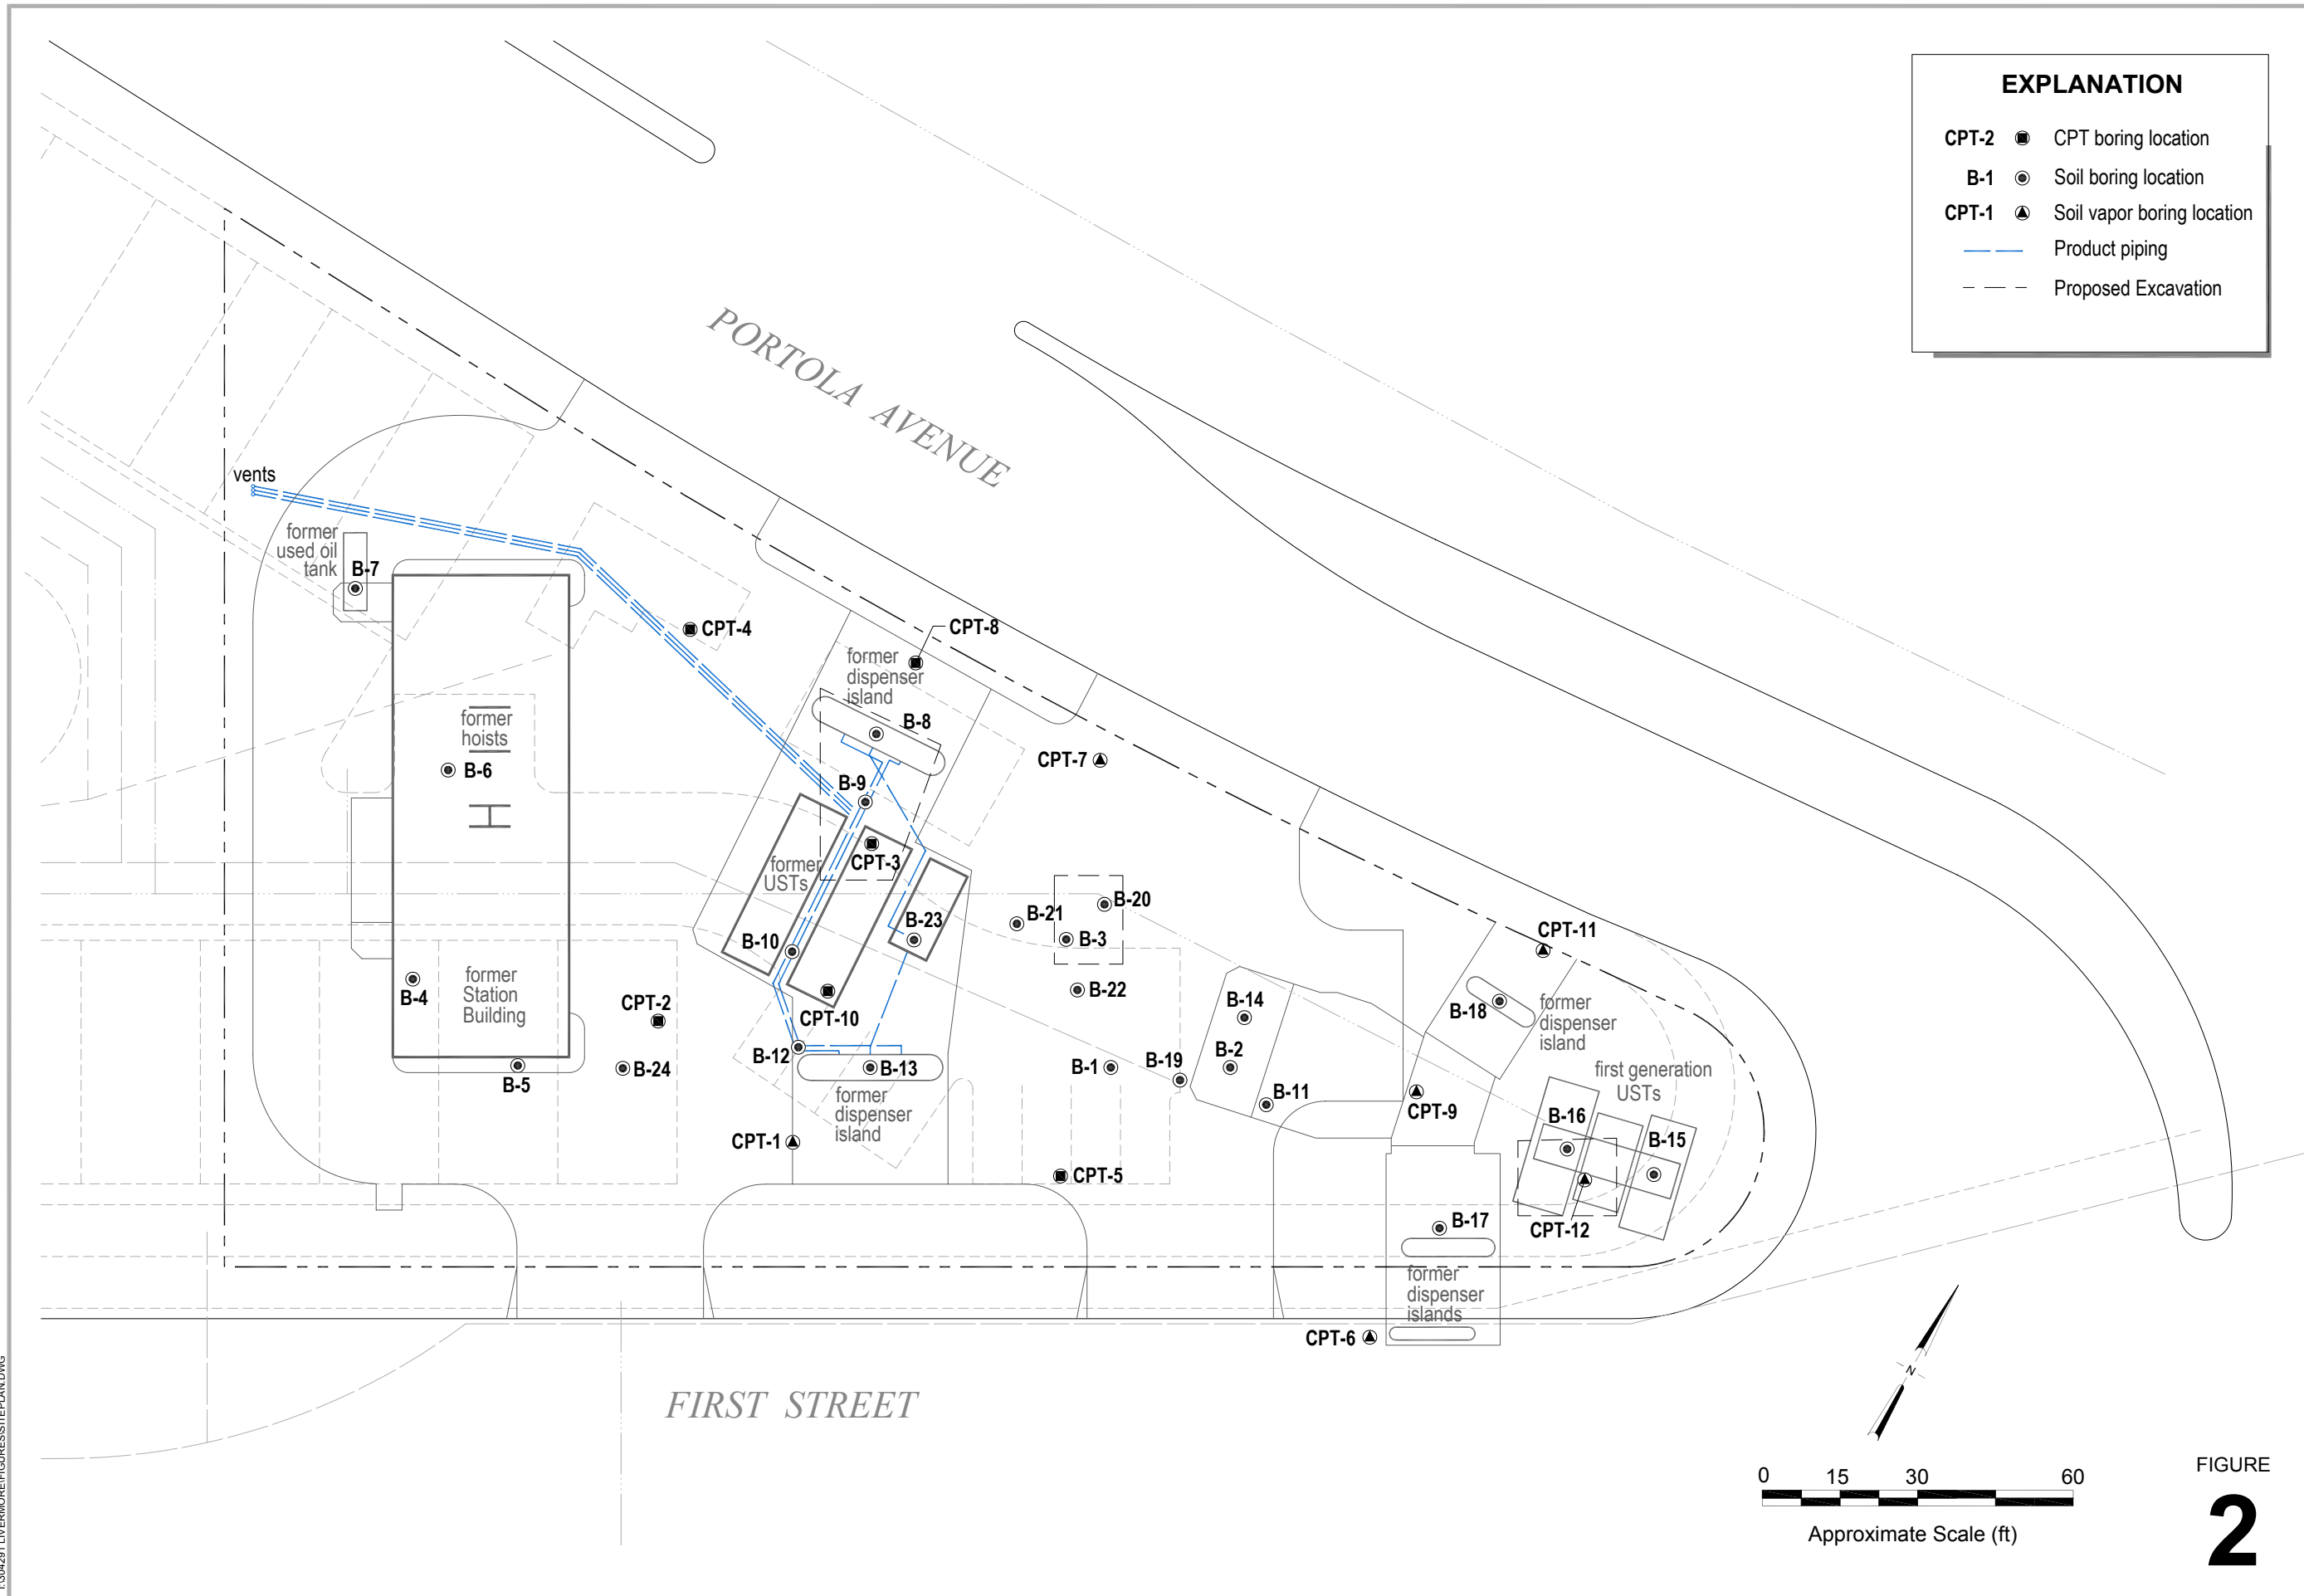 EXPLANATION
CPT-2 CPT boring location
B-1 Soil boring location
CPT-1 Soil vapor boring location
Product piping
Proposed Excavation
PORTOLA AVENUE
vents
former
used oil
tank
B-7
CPT-4
CPT-8
former
dispenser
island
B-8
former
hoists
B-6
CPT-7
B-9
CPT-3
former
USTs
B-23
B-10
B-21
B-20
B-3
B-22
CPT-11
B-4
former
Station
Building
CPT-2
CPT-10
B-14
B-18
former
dispenser
island
B-12
B-13
B-24
B-5
B-1
B-19
B-2
B-11
first generation
USTs
CPT-9
B-16
B-15
former
dispenser
island
CPT-1
CPT-5
B-17
CPT-12
former
dispenser
islands
CPT-6
FIRST STREET
N
0 15 30 60
Approximate Scale (ft)
FIGURE
2